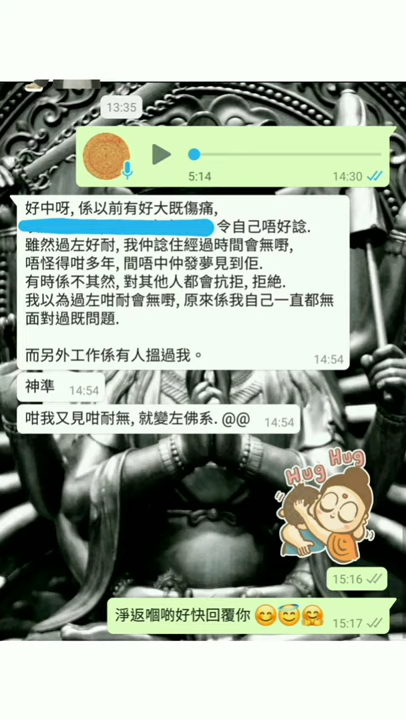 13:35
5:14
14:30
好中呀, 係以前有好大既傷痛,
令自己唔好諗.
雖然過左好耐, 我仲諗住經過時間會無嘢,
唔怪得咁多年, 間唔中仲發夢見到佢.
有時係不其然, 對其他人都會抗拒, 拒絶.
我以為過左咁耐會無嘢, 原來係我自己一直都無
面對過既問題.
而另外工作係有人搵過我。
14:54
神準
14:54
咁我又見咁耐無, 就變左佛系. @@
14:54
Hug Hug
15:16
淨返嗰啲好快回覆你 😊😇🤗
15:17